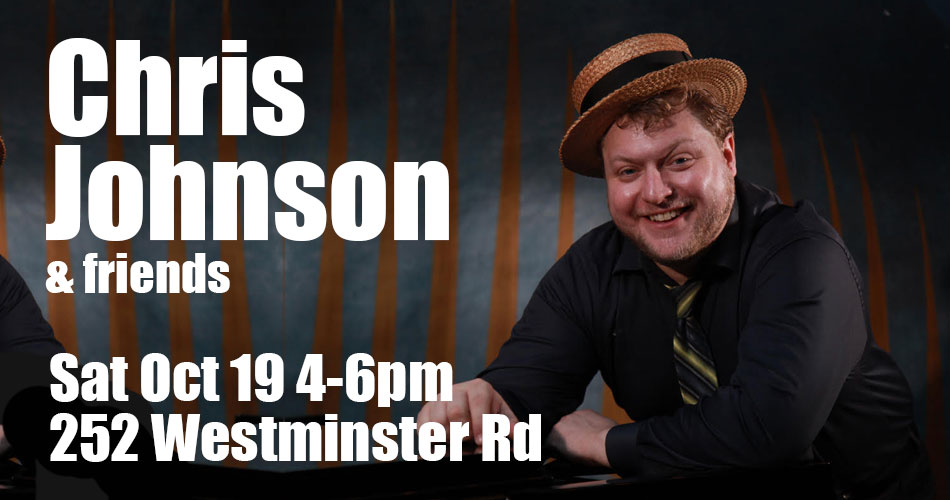 Chris
Johnson
& friends
Sat Oct 19 4-6pm
252 Westminster Rd